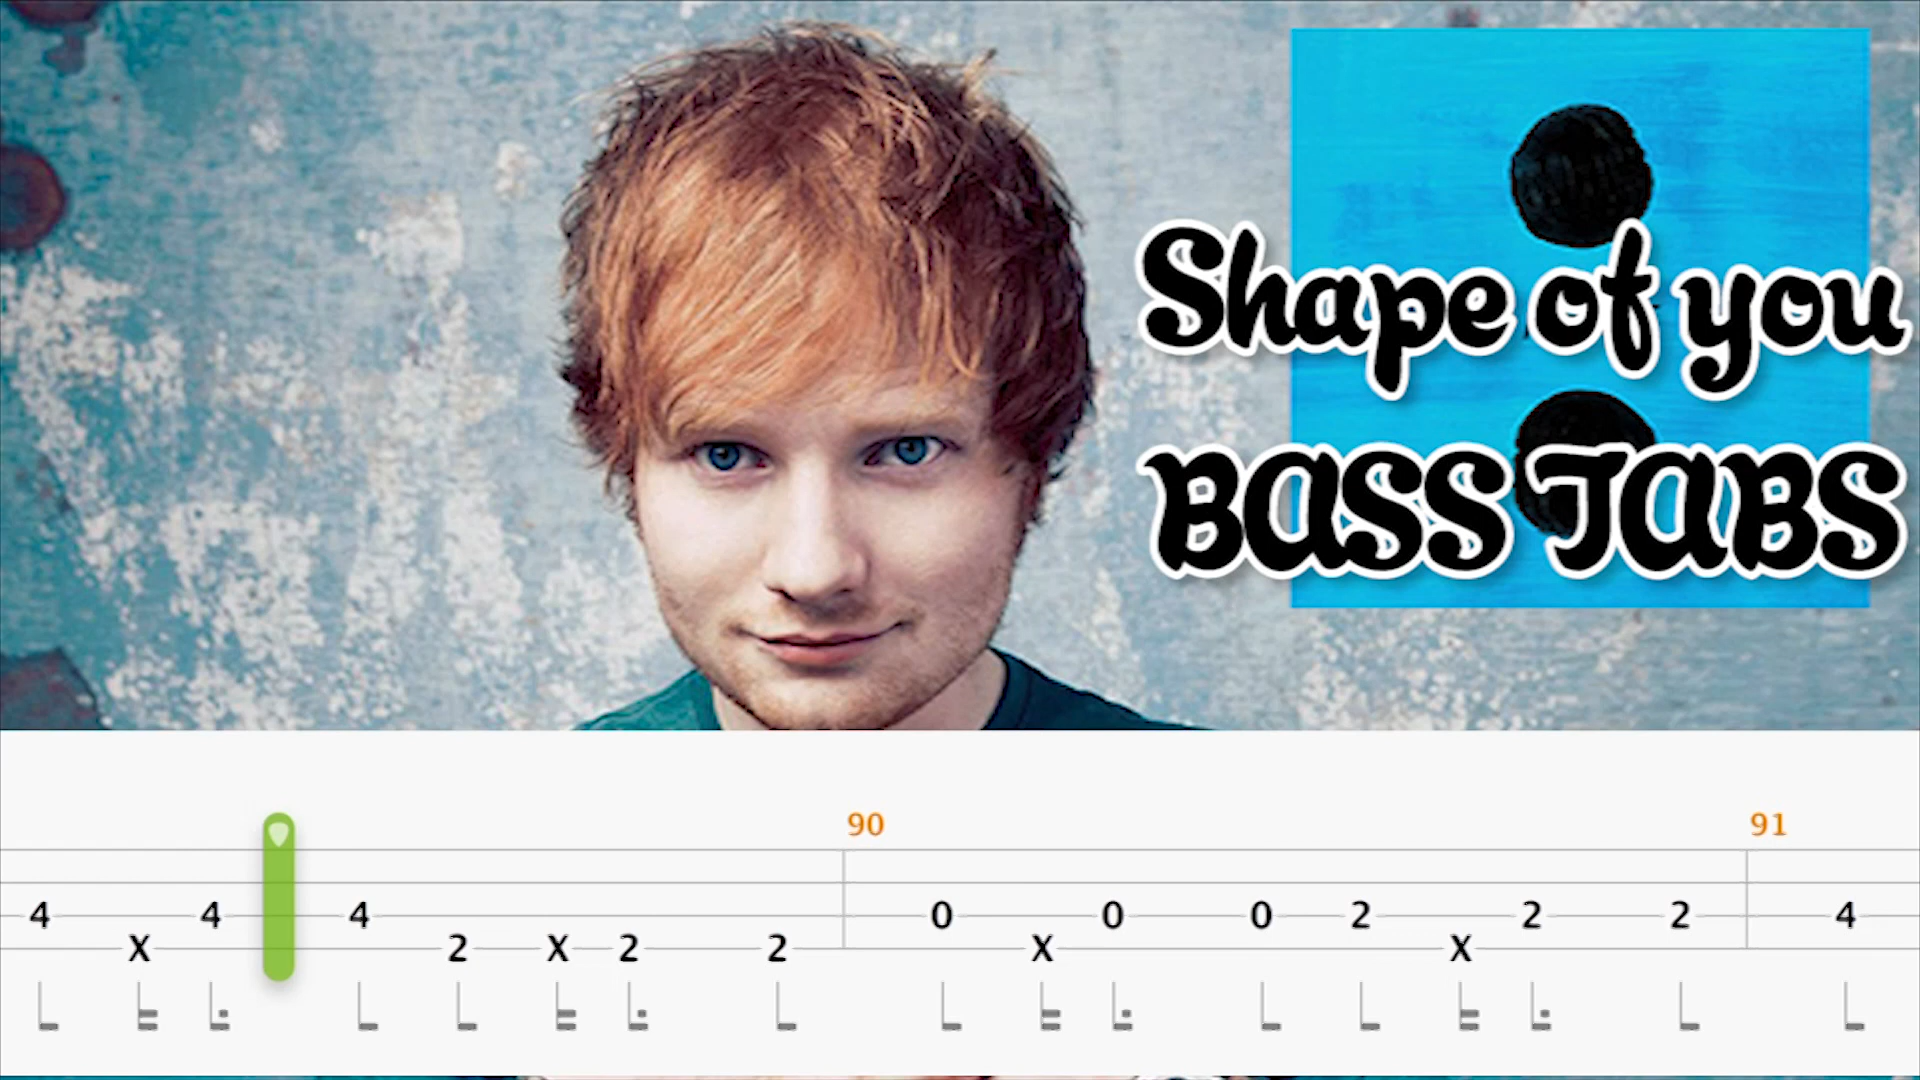 Shape of you
BASS TABS
90 91
4 4 4 0 0 0 2 2 2 4
X 2 X 2 2 X X